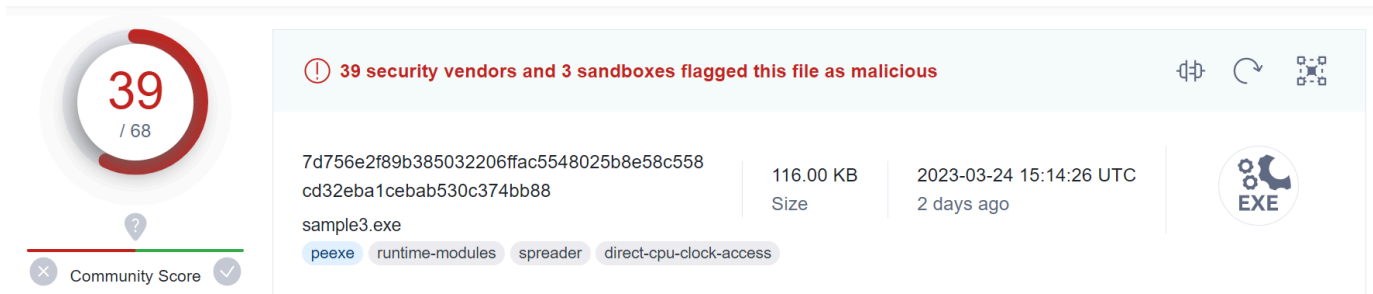 39
/ 68
?
Community Score
39 security vendors and 3 sandboxes flagged this file as malicious
7d756e2f89b385032206ffac5548025b8e58c558
cd32eba1cebab530c374bb88
sample3.exe
peexe runtime-modules spreader direct-cpu-clock-access
116.00 KB
Size
2023-03-24 15:14:26 UTC
2 days ago
EXE